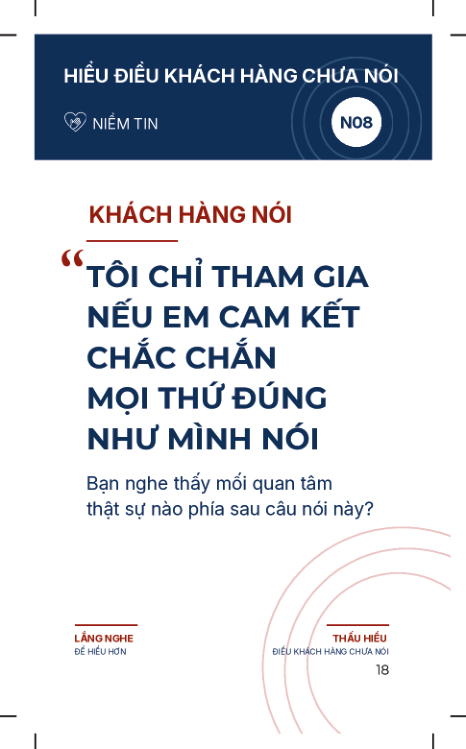 HIỂU ĐIỀU KHÁCH HÀNG CHƯA NÓI
NIỀM TIN
N08
KHÁCH HÀNG NÓI
“TÔI CHỈ THAM GIA
NẾU EM CAM KẾT
CHẮC CHẮN
MỌI THỨ ĐÚNG
NHƯ MÌNH NÓI
Bạn nghe thấy mối quan tâm
thật sự nào phía sau câu nói này?
LẮNG NGHE
ĐỂ HIỂU HƠN
THẤU HIỂU
ĐIỀU KHÁCH HÀNG CHƯA NÓI
18